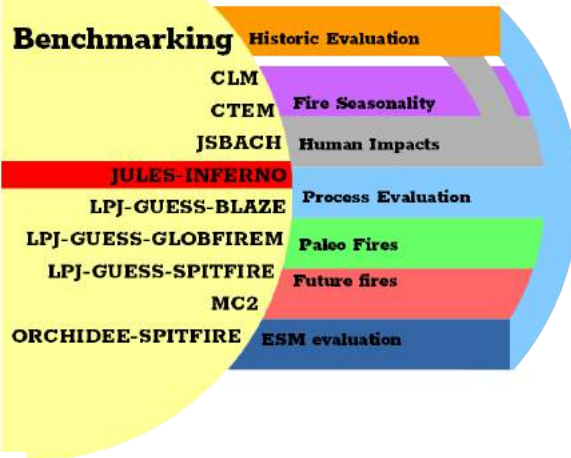 Benchmarking
Historic Evaluation
CLM
CTEM
Fire Seasonality
JSBACH
Human Impacts
JULES-INFERNO
LPJ-GUESS-BLAZE
Process Evaluation
LPJ-GUESS-GLOBFIREM
Paleo Fires
LPJ-GUESS-SPITFIRE
Future fires
MC2
ORCHIDEE-SPITFIRE
ESM evaluation